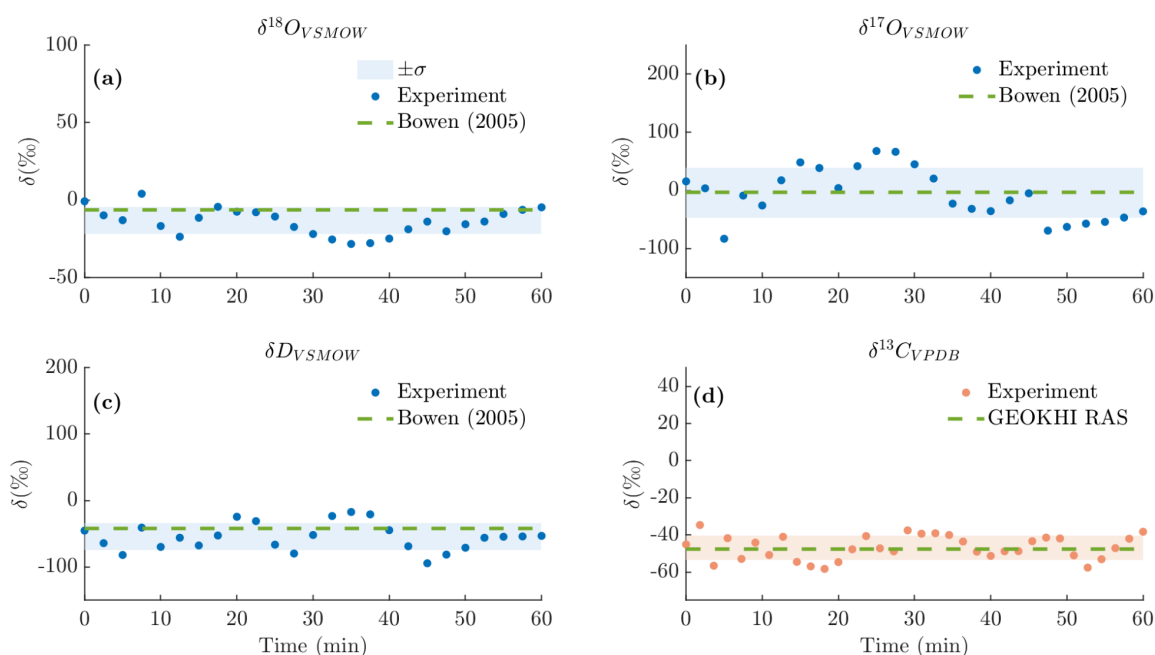 δ¹⁸O_VSMOW
100
50
0
-50
δ(‰)
(a)
±σ
Experiment
Bowen (2005)
0 10 20 30 40 50 60
δ¹⁷O_VSMOW
200
100
0
-100
δ(‰)
(b)
Experiment
Bowen (2005)
0 10 20 30 40 50 60
δD_VSMOW
200
100
0
-100
δ(‰)
(c)
Experiment
Bowen (2005)
0 10 20 30 40 50 60
Time (min)
δ¹³C_VPDB
40
20
0
-20
-40
-60
δ(‰)
(d)
Experiment
GEOKHI RAS
0 10 20 30 40 50 60
Time (min)